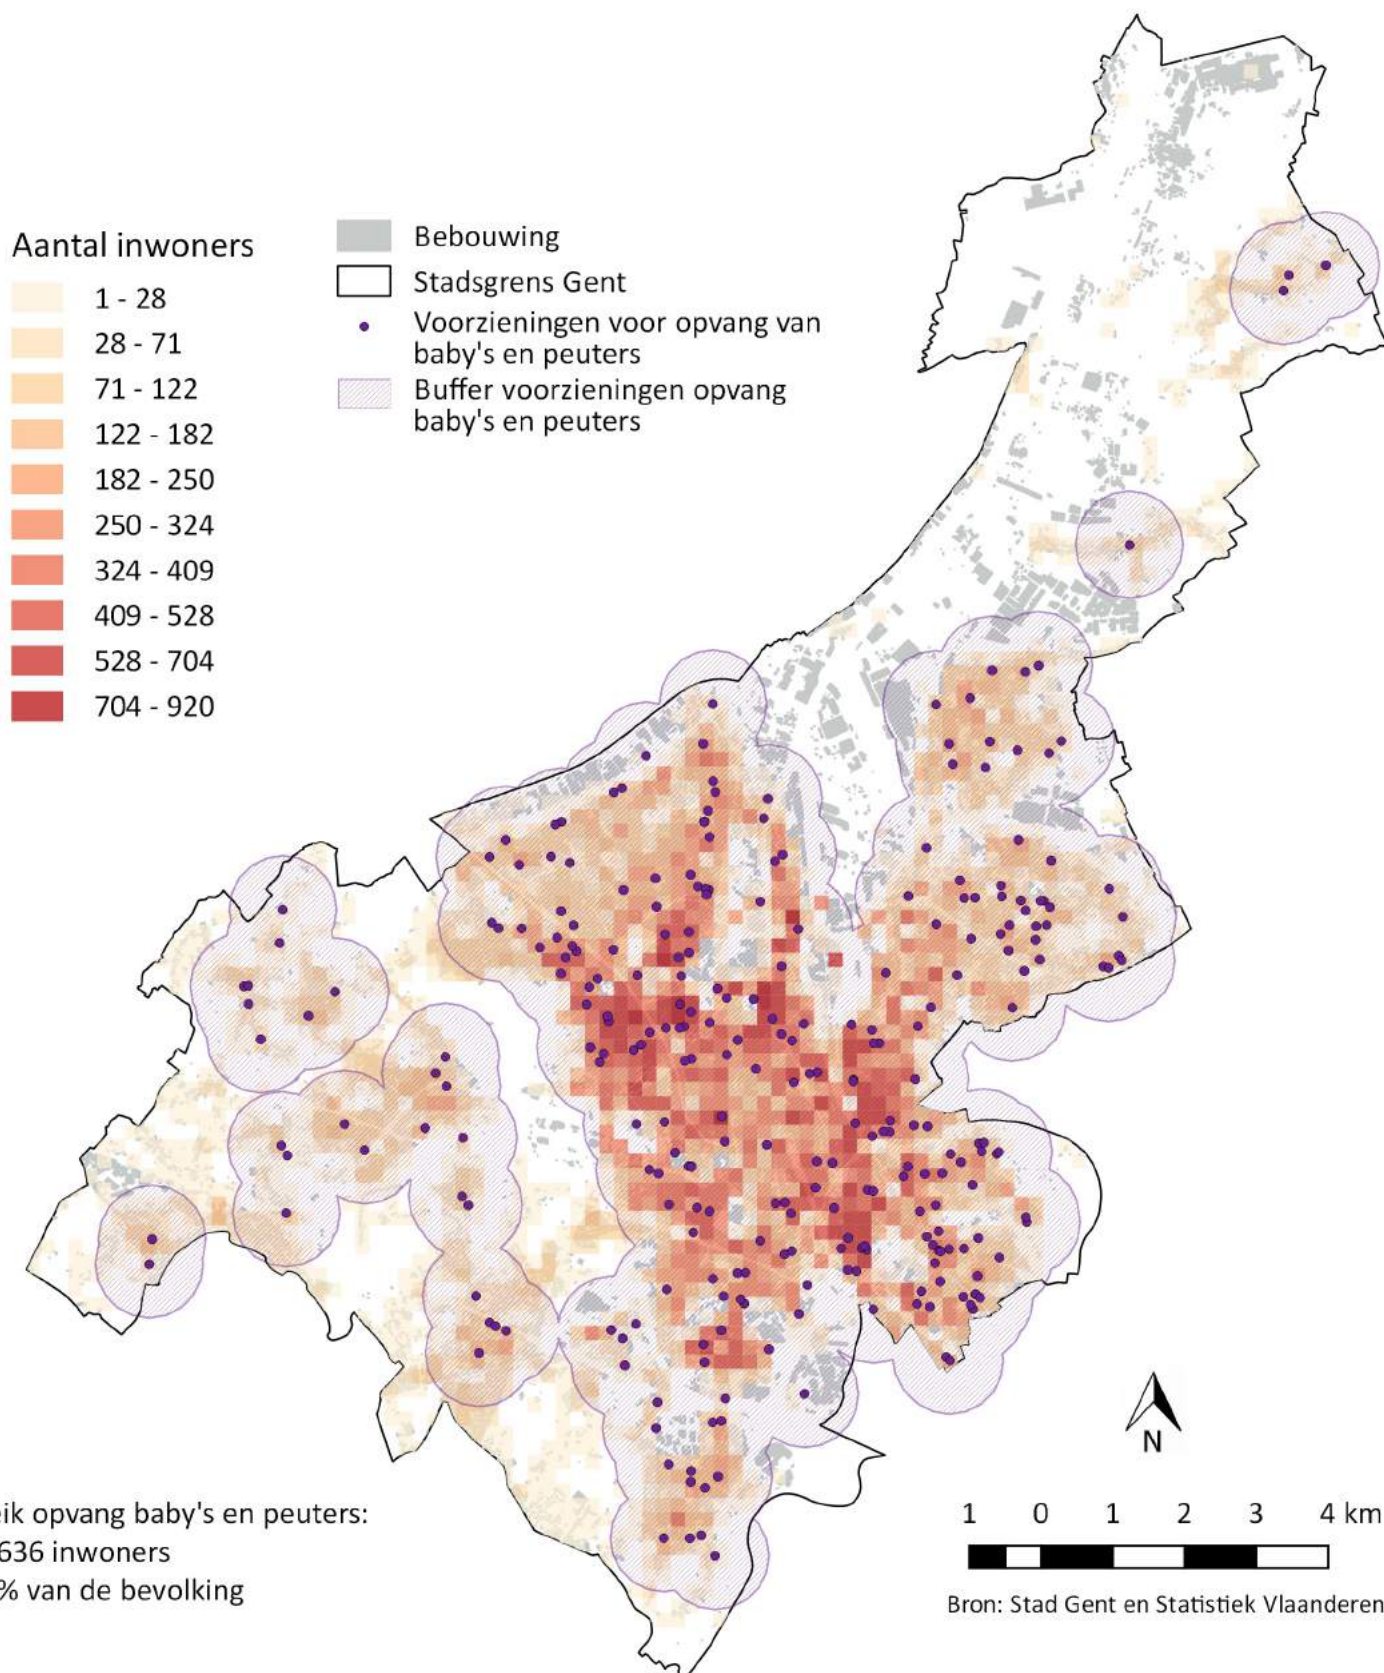 Aantal inwoners
1 - 28
28 - 71
71 - 122
122 - 182
182 - 250
250 - 324
324 - 409
409 - 528
528 - 704
704 - 920
Bebouwing
Stadsgrens Gent
Voorzieningen voor opvang van
baby's en peuters
Buffer voorzieningen opvang
baby's en peuters
N
opvang baby's en peuters:
636 inwoners
% van de bevolking
1 0 1 2 3 4 km
Bron: Stad Gent en Statistiek Vlaanderen